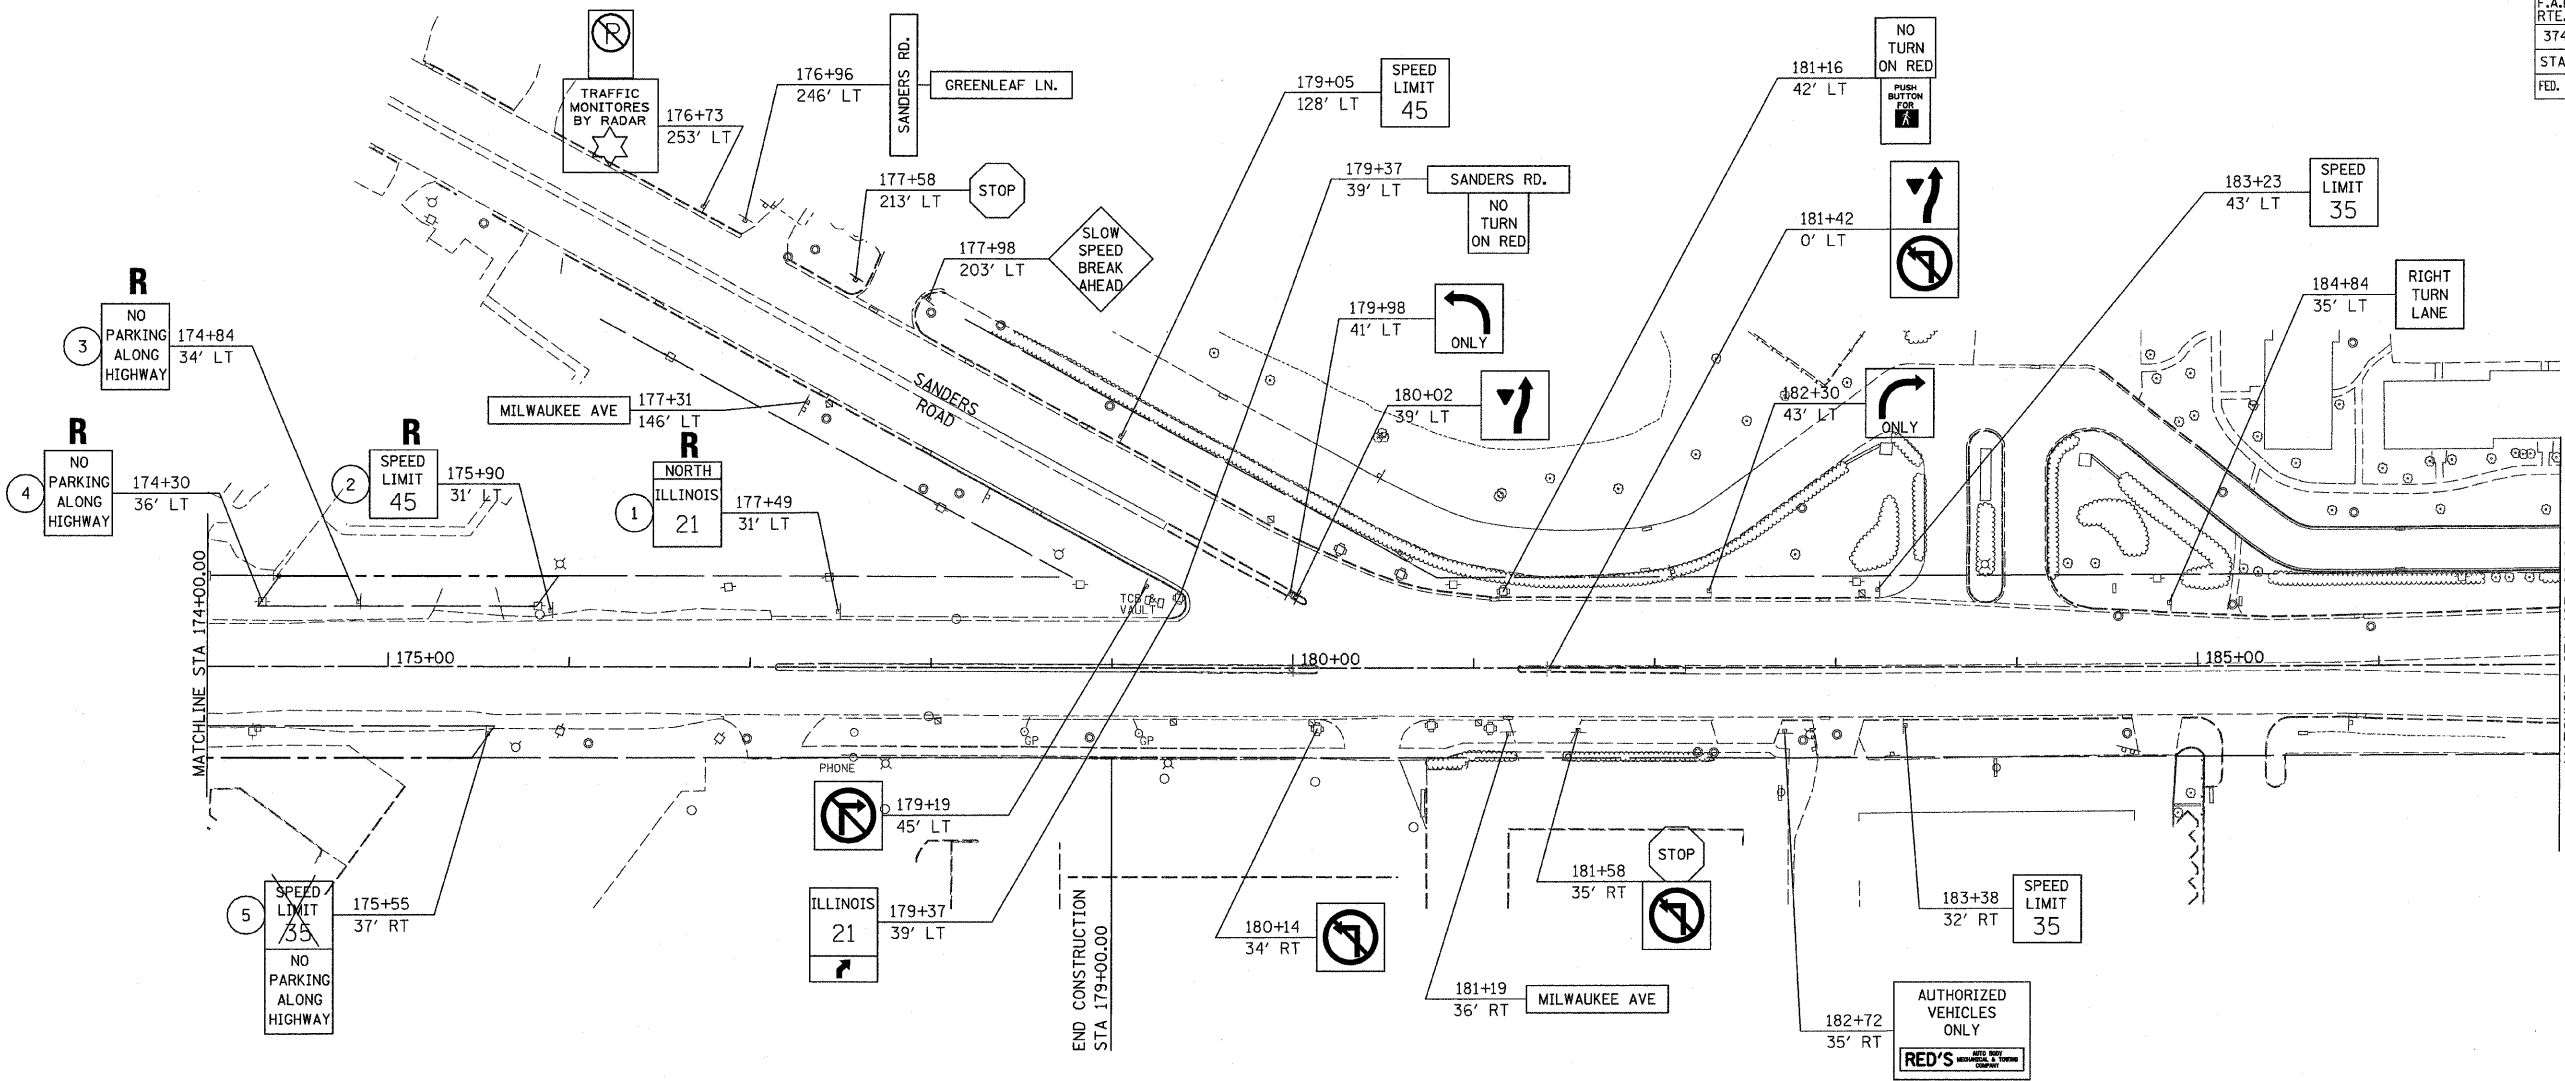 F.A.P.
RTE.
374
STA
FED.
TRAFFIC
MONITORES
BY RADAR
176+73
253' LT
176+96
246' LT
SANDERS RD.
GREENLEAF LN.
177+58
213' LT
STOP
177+98
203' LT
SLOW
SPEED
BREAK
AHEAD
179+05
128' LT
SPEED
LIMIT
45
179+37
39' LT
SANDERS RD.
NO
TURN
ON RED
179+98
41' LT
ONLY
180+02
39' LT
181+16
42' LT
NO
TURN
ON RED
PUSH
BUTTON
FOR
181+42
0' LT
182+30
43' LT
ONLY
183+23
43' LT
SPEED
LIMIT
35
184+84
35' LT
RIGHT
TURN
LANE
R
3
NO
PARKING
ALONG
HIGHWAY
174+84
34' LT
R
4
NO
PARKING
ALONG
HIGHWAY
174+30
36' LT
R
2
SPEED
LIMIT
45
175+90
31' LT
MILWAUKEE AVE
177+31
146' LT
R
1
NORTH
ILLINOIS
21
177+49
31' LT
SANDERS
ROAD
TCB &
VAULT
MATCHLINE STA 174+00.00
175+00
180+00
185+00
GP
GP
PHONE
179+19
45' LT
ILLINOIS
21
179+37
39' LT
END CONSTRUCTION
STA 179+00.00
5
SPEED
LIMIT
35
NO
PARKING
ALONG
HIGHWAY
175+55
37' RT
180+14
34' RT
181+58
35' RT
STOP
181+19
36' RT
MILWAUKEE AVE
183+38
32' RT
SPEED
LIMIT
35
182+72
35' RT
AUTHORIZED
VEHICLES
ONLY
RED'S
AUTO BODY
MECHANICAL & TOWING
COMPANY